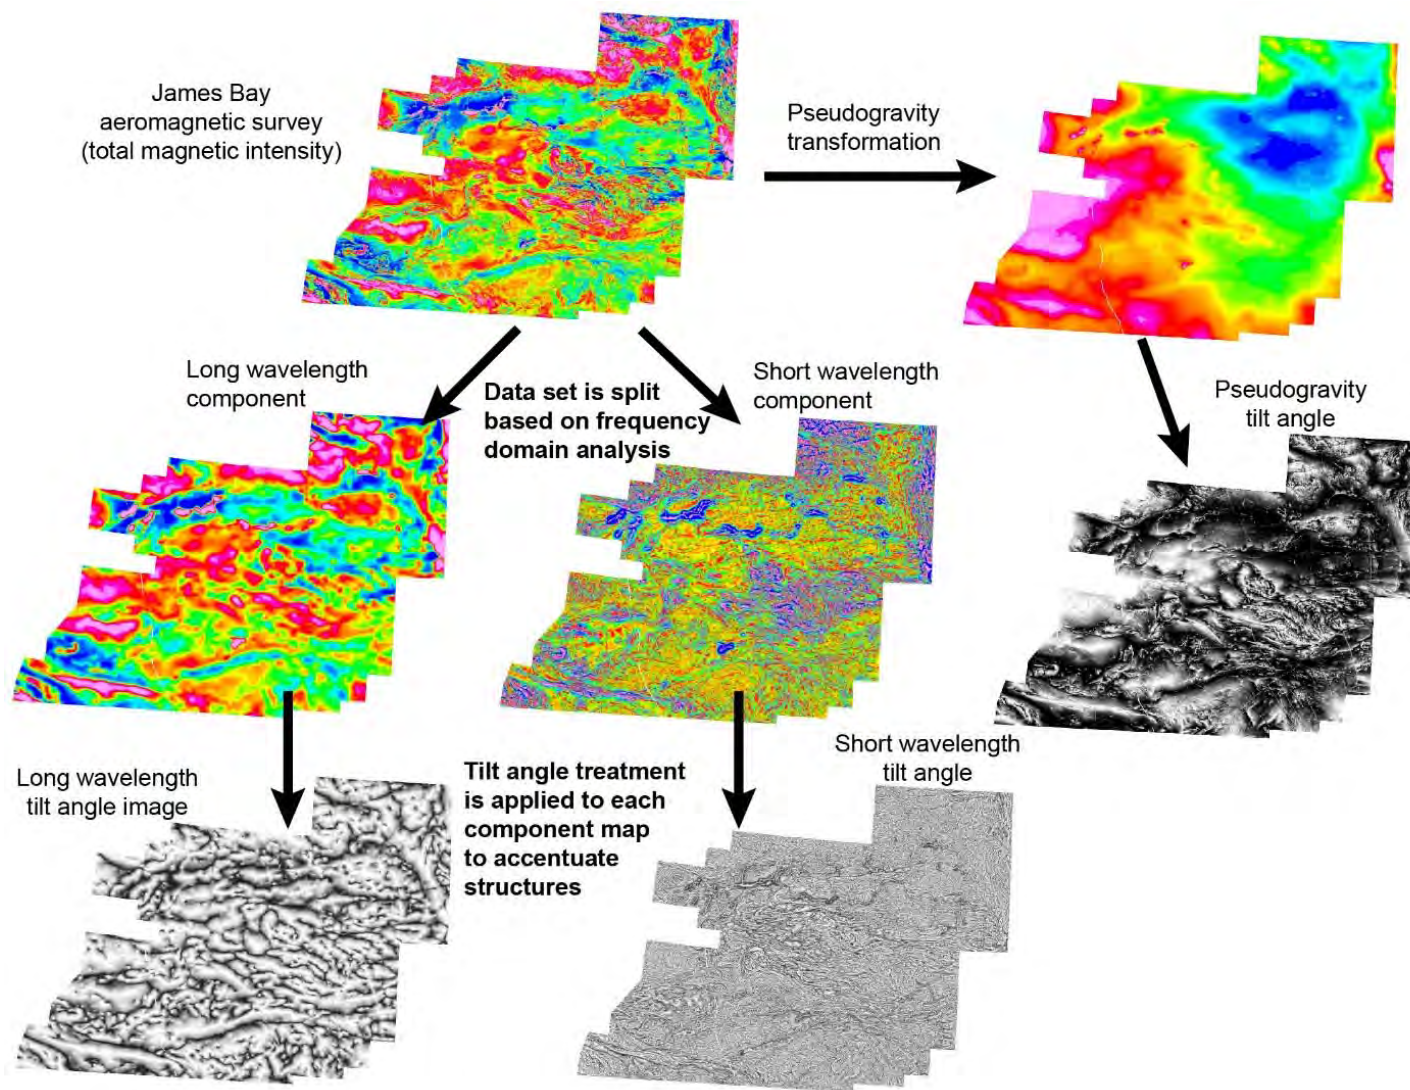 James Bay
aeromagnetic survey
(total magnetic intensity)
Pseudogravity
transformation
Long wavelength
component
Data set is split
based on frequency
domain analysis
Short wavelength
component
Pseudogravity
tilt angle
Long wavelength
tilt angle image
Tilt angle treatment
is applied to each
component map
to accentuate
structures
Short wavelength
tilt angle